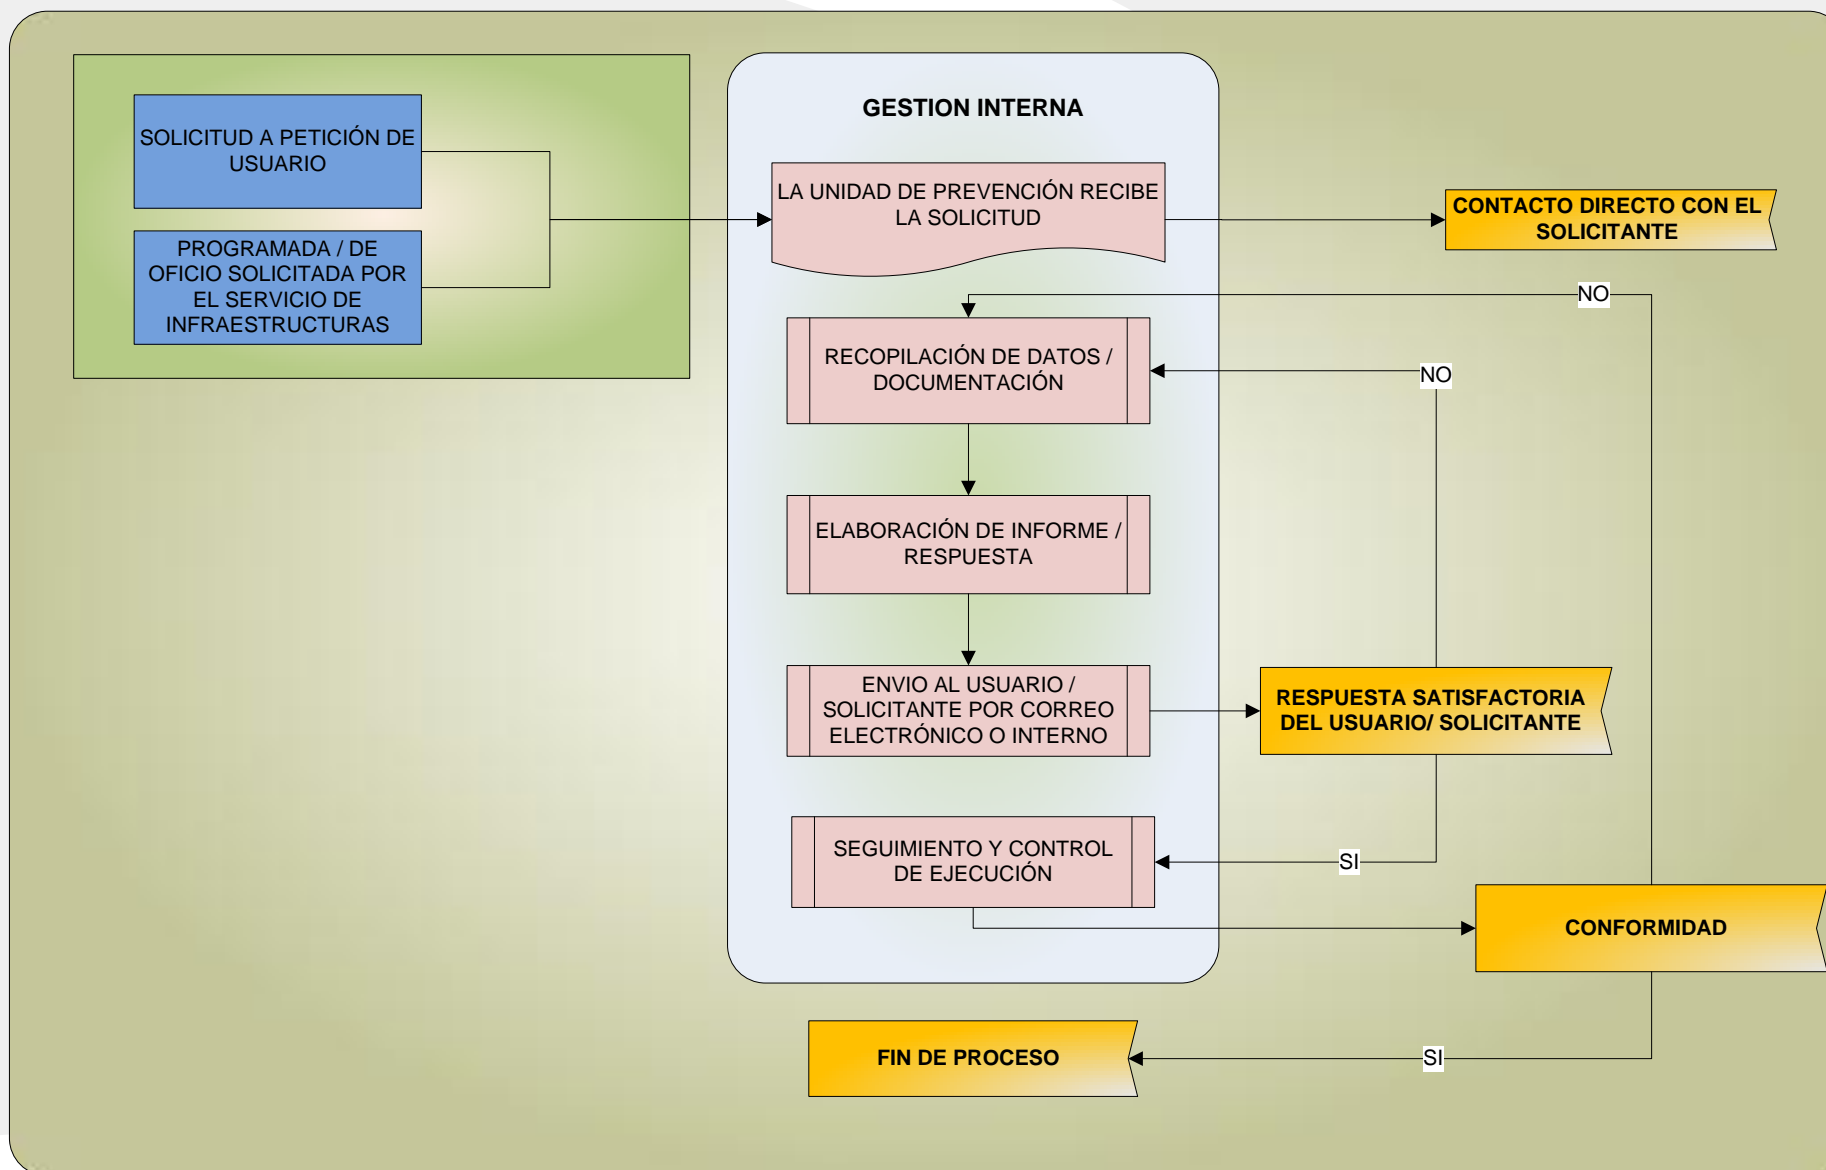 SOLICITUD A PETICIÓN DE
USUARIO
PROGRAMADA / DE
OFICIO SOLICITADA POR
EL SERVICIO DE
INFRAESTRUCTURAS
GESTION INTERNA
LA UNIDAD DE PREVENCIÓN RECIBE
LA SOLICITUD
CONTACTO DIRECTO CON EL
SOLICITANTE
NO
RECOPILACIÓN DE DATOS /
DOCUMENTACIÓN
NO
ELABORACIÓN DE INFORME /
RESPUESTA
ENVIO AL USUARIO /
SOLICITANTE POR CORREO
ELECTRÓNICO O INTERNO
RESPUESTA SATISFACTORIA
DEL USUARIO/ SOLICITANTE
SEGUIMIENTO Y CONTROL
DE EJECUCIÓN
SI
CONFORMIDAD
FIN DE PROCESO
SI